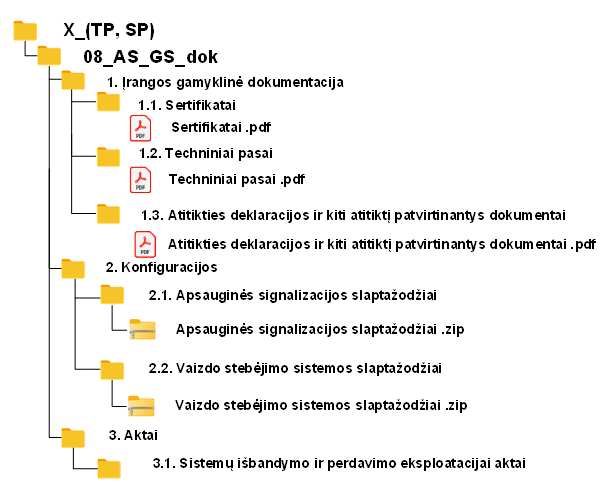 X_(TP, SP)
08_AS_GS_dok
1. Įrangos gamyklinė dokumentacija
1.1. Sertifikatai
PDF
Sertifikatai .pdf
1.2. Techniniai pasai
PDF
Techniniai pasai .pdf
1.3. Atitikties deklaracijos ir kiti atitiktį patvirtinantys dokumentai
PDF
Atitikties deklaracijos ir kiti atitiktį patvirtinantys dokumentai .pdf
2. Konfiguracijos
2.1. Apsauginės signalizacijos slaptažodžiai
Apsauginės signalizacijos slaptažodžiai .zip
2.2. Vaizdo stebėjimo sistemos slaptažodžiai
Vaizdo stebėjimo sistemos slaptažodžiai .zip
3. Aktai
3.1. Sistemų išbandymo ir perdavimo eksploatacijai aktai